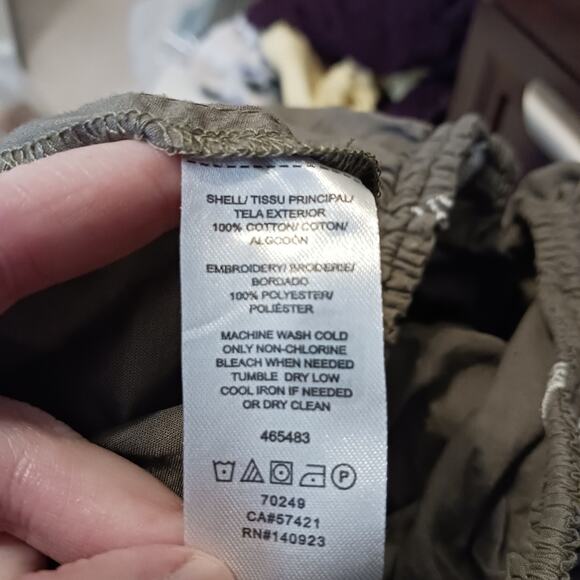 SHELL/ TISSU PRINCIPAL/
TELA EXTERIOR
100% COTTON/ COTON/
ALGODÓN
EMBROIDERY/ BRODERIE/
BORDADO
100% POLYESTER/
POLIÉSTER
MACHINE WASH COLD
ONLY NON-CHLORINE
BLEACH WHEN NEEDED
TUMBLE DRY LOW
COOL IRON IF NEEDED
OR DRY CLEAN
465483
P
70249
CA#57421
RN#140923